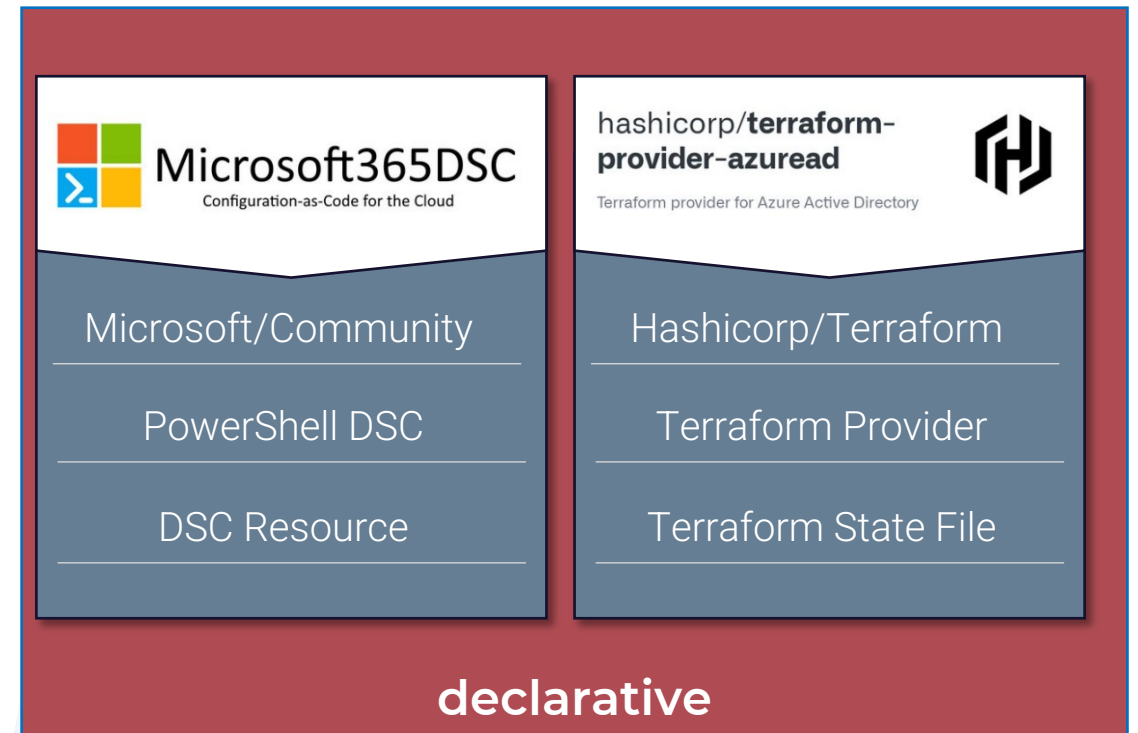 Microsoft365DSC
Configuration-as-Code for the Cloud
Microsoft/Community
PowerShell DSC
DSC Resource
hashicorp/terraform-
provider-azuread
Terraform provider for Azure Active Directory
Hashicorp/Terraform
Terraform Provider
Terraform State File
declarative